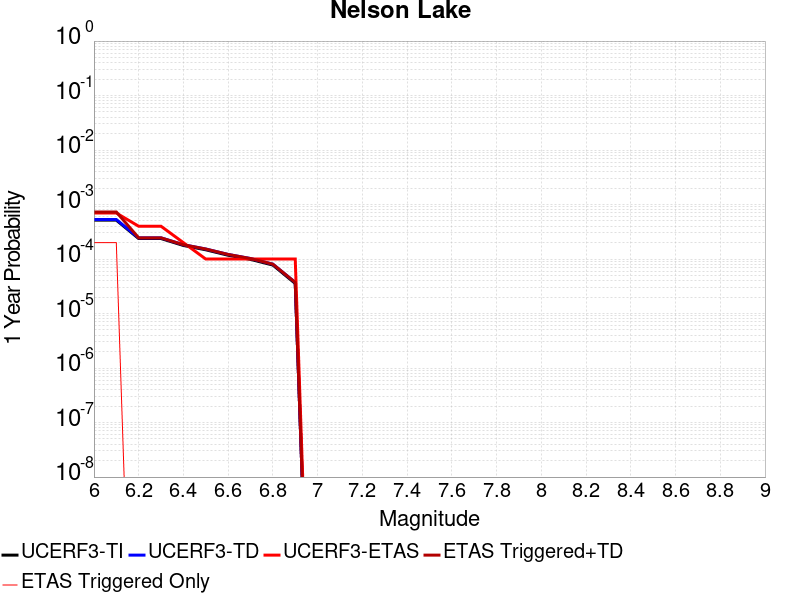 Nelson Lake
10^0
10^-1
10^-2
10^-3
10^-4
10^-5
10^-6
10^-7
10^-8
1 Year Probability
6 6.2 6.4 6.6 6.8 7 7.2 7.4 7.6 7.8 8 8.2 8.4 8.6 8.8 9
Magnitude
UCERF3-TI UCERF3-TD UCERF3-ETAS ETAS Triggered+TD
ETAS Triggered Only